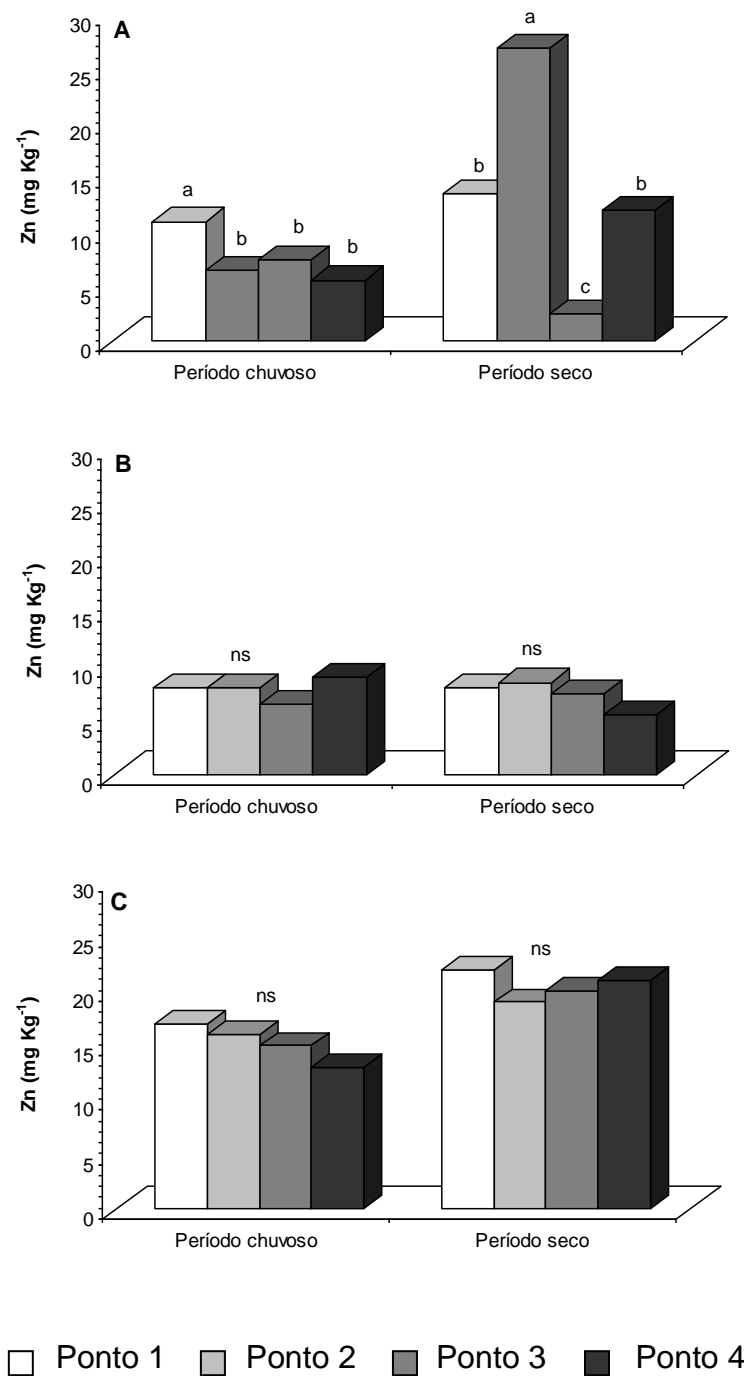 A
Zn (mg Kg⁻¹)
30
25
20
15
10
5
0
a
b
b
b
b
a
c
b
Período chuvoso
Período seco
B
Zn (mg Kg⁻¹)
30
25
20
15
10
5
0
ns
ns
Período chuvoso
Período seco
C
Zn (mg Kg⁻¹)
30
25
20
15
10
5
0
ns
ns
Período chuvoso
Período seco
Ponto 1 Ponto 2 Ponto 3 Ponto 4